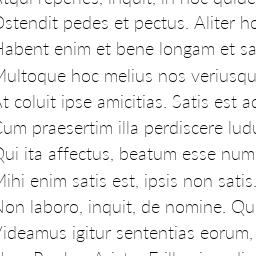 Atqui reperies, inquit, in hoc quidem
Ostendit pedes et pectus. Aliter ho
Habent enim et bene longam et sa
Multoque hoc melius nos veriusqu
At coluit ipse amicitias. Satis est ac
Cum praesertim illa perdiscere ludu
Qui ita affectus, beatum esse num
Mihi enim satis est, ipsis non satis.
Non laboro, inquit, de nomine. Qu
Videamus igitur sententias eorum,